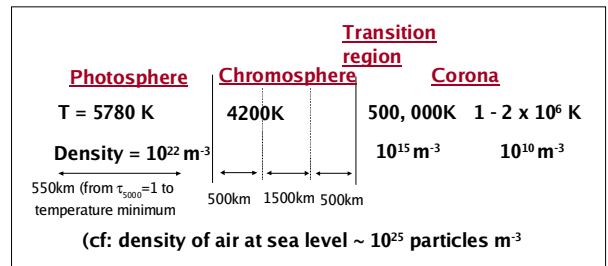 Transition
region
Photosphere Chromosphere Corona
T = 5780 K 4200K 500, 000K 1 - 2 x 10⁶ K
Density = 10²² m⁻³ 10¹⁵ m⁻³ 10¹⁰ m⁻³
550km (from τ₅₀₀₀=1 to
temperature minimum
500km 1500km 500km
(cf: density of air at sea level ~ 10²⁵ particles m⁻³